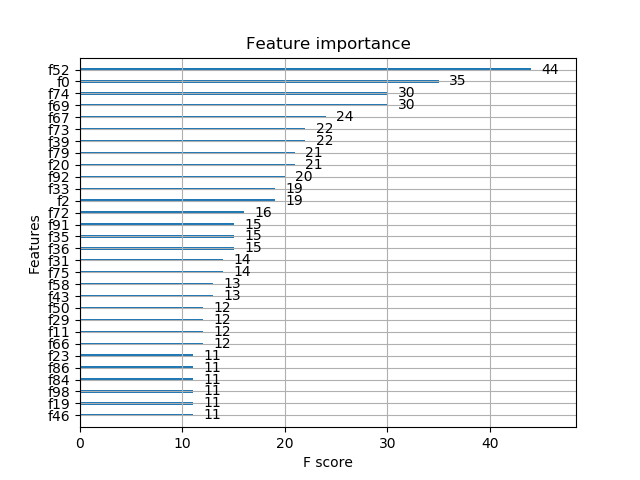 Feature importance
f52 44
f0 35
f74 30
f69 30
f67 24
f73 22
f39 22
f79 21
f20 21
f92 20
f33 19
f2 19
f72 16
f91 15
f35 15
f36 15
f31 14
f75 14
f58 13
f43 13
f50 12
f29 12
f11 12
f66 12
f23 11
f86 11
f84 11
f98 11
f19 11
f46 11
Features
0 10 20 30 40
F score